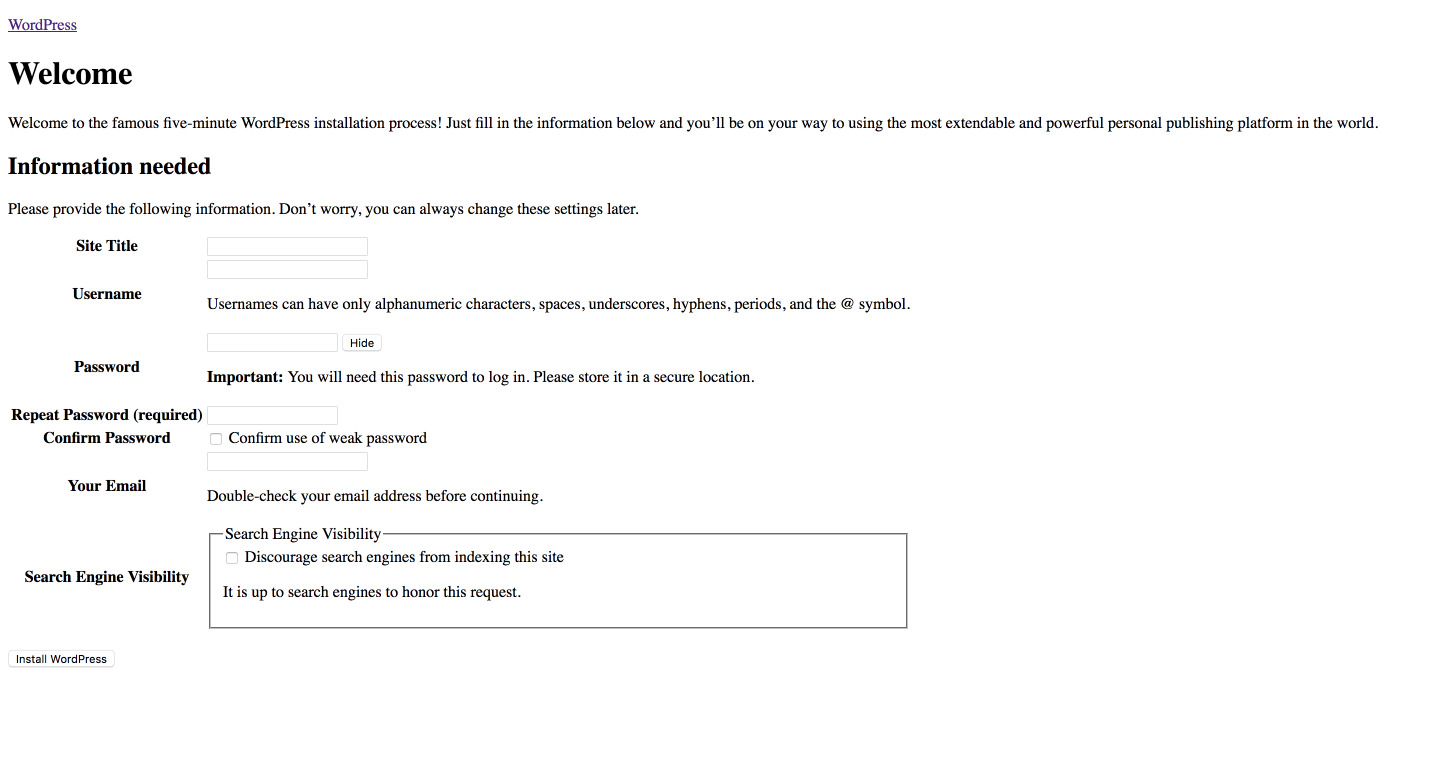 WordPress
Welcome
Welcome to the famous five-minute WordPress installation process! Just fill in the information below and you’ll be on your way to using the most extendable and powerful personal publishing platform in the world.
Information needed
Please provide the following information. Don’t worry, you can always change these settings later.
Site Title
Username
Usernames can have only alphanumeric characters, spaces, underscores, hyphens, periods, and the @ symbol.
Hide
Password
Important: You will need this password to log in. Please store it in a secure location.
Repeat Password (required)
Confirm Password Confirm use of weak password
Your Email
Double-check your email address before continuing.
Search Engine Visibility
Discourage search engines from indexing this site
Search Engine Visibility
It is up to search engines to honor this request.
Install WordPress